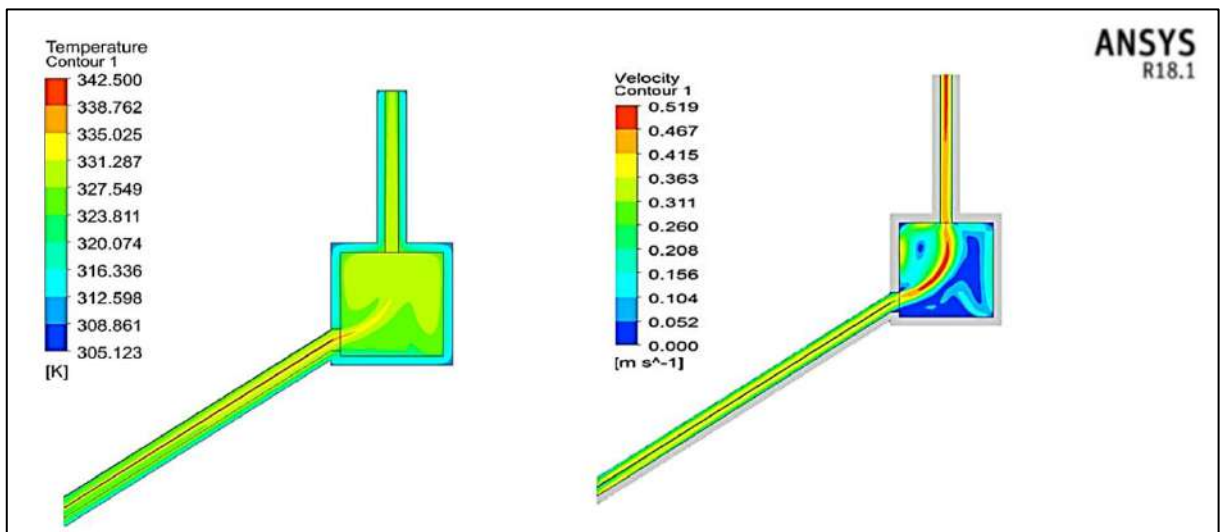 ANSYS
R18.1
Temperature
Contour 1
342.500
338.762
335.025
331.287
327.549
323.811
320.074
316.336
312.598
308.861
305.123
[K]
Velocity
Contour 1
0.519
0.467
0.415
0.363
0.311
0.260
0.208
0.156
0.104
0.052
0.000
[m s^-1]